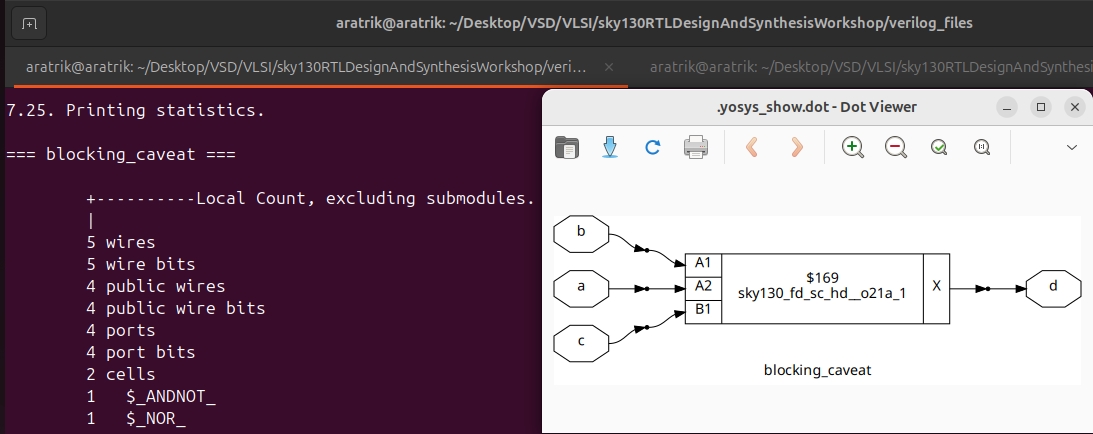 aratrik@aratrik: ~/Desktop/VSD/VLSI/sky130RTLDesignAndSynthesisWorkshop/verilog_files
aratrik@aratrik: ~/Desktop/VSD/VLSI/sky130RTLDesignAndSynthesisWorkshop/veri... ×
aratrik@aratrik: ~/Desktop/VSD/VLSI/sky130RTLDesignAndSynthesi
7.25. Printing statistics.
=== blocking_caveat ===
+----------Local Count, excluding submodules.
|
5 wires
5 wire bits
4 public wires
4 public wire bits
4 ports
4 port bits
2 cells
1 $_ANDNOT_
1 $_NOR_
.yosys_show.dot - Dot Viewer
b
a
c
A1
A2
B1
$169
sky130_fd_sc_hd__o21a_1
X
d
blocking_caveat